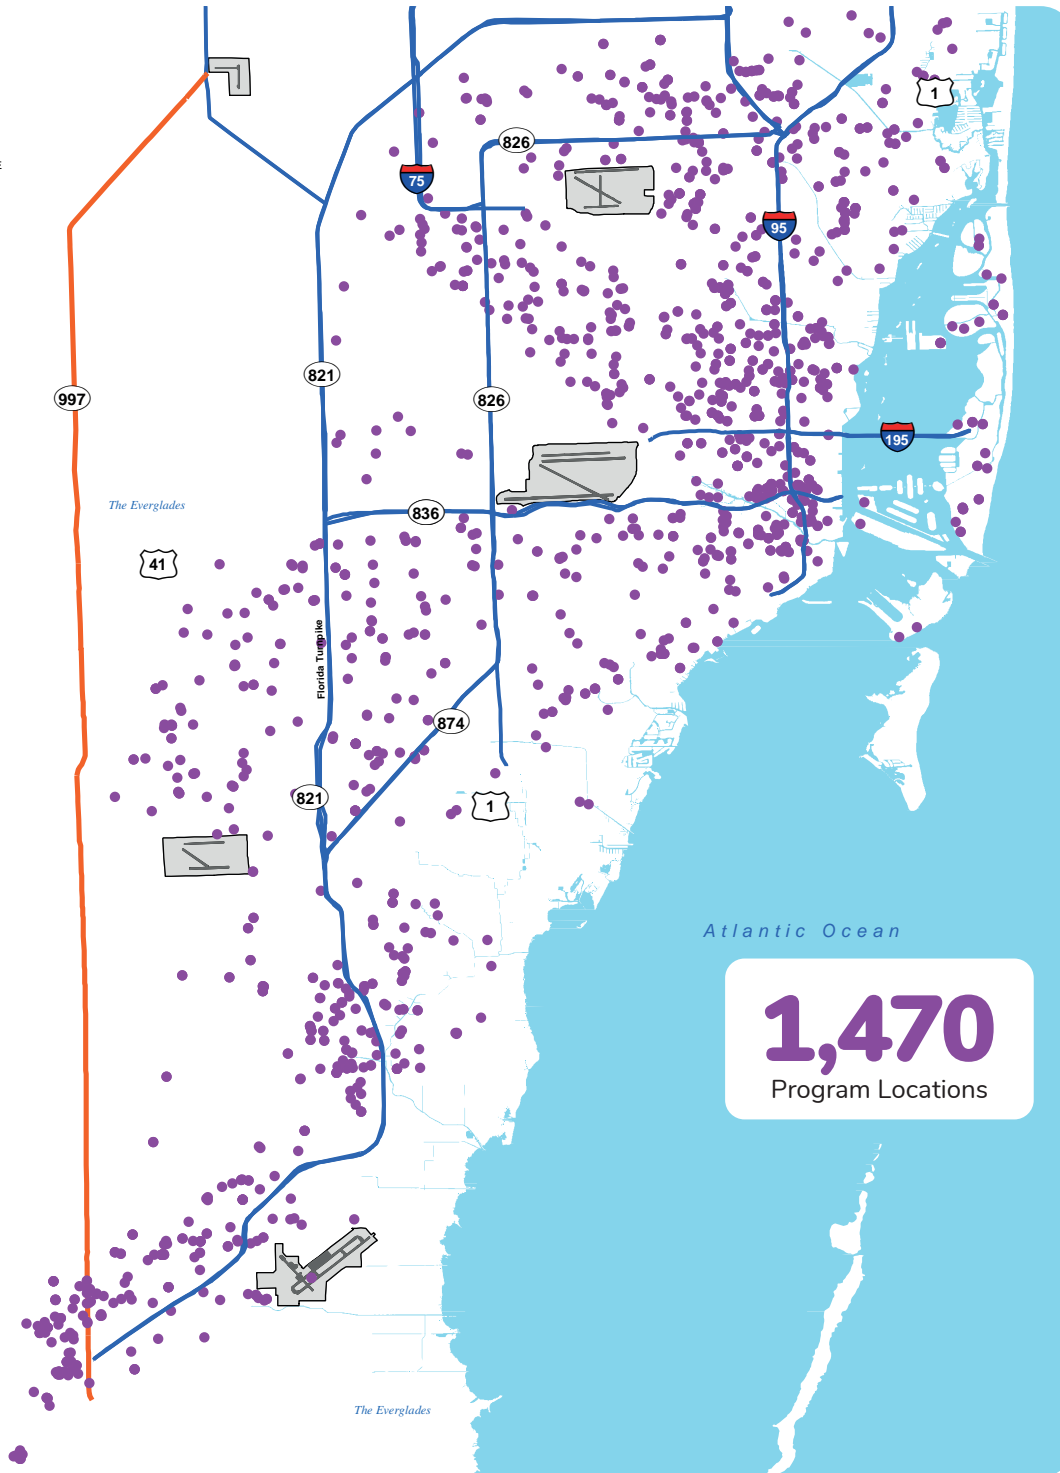 1
826
75
95
821
997
826
195
The Everglades
836
41
Florida Turnpike
874
821
1
Atlantic Ocean
1,470
Program Locations
The Everglades